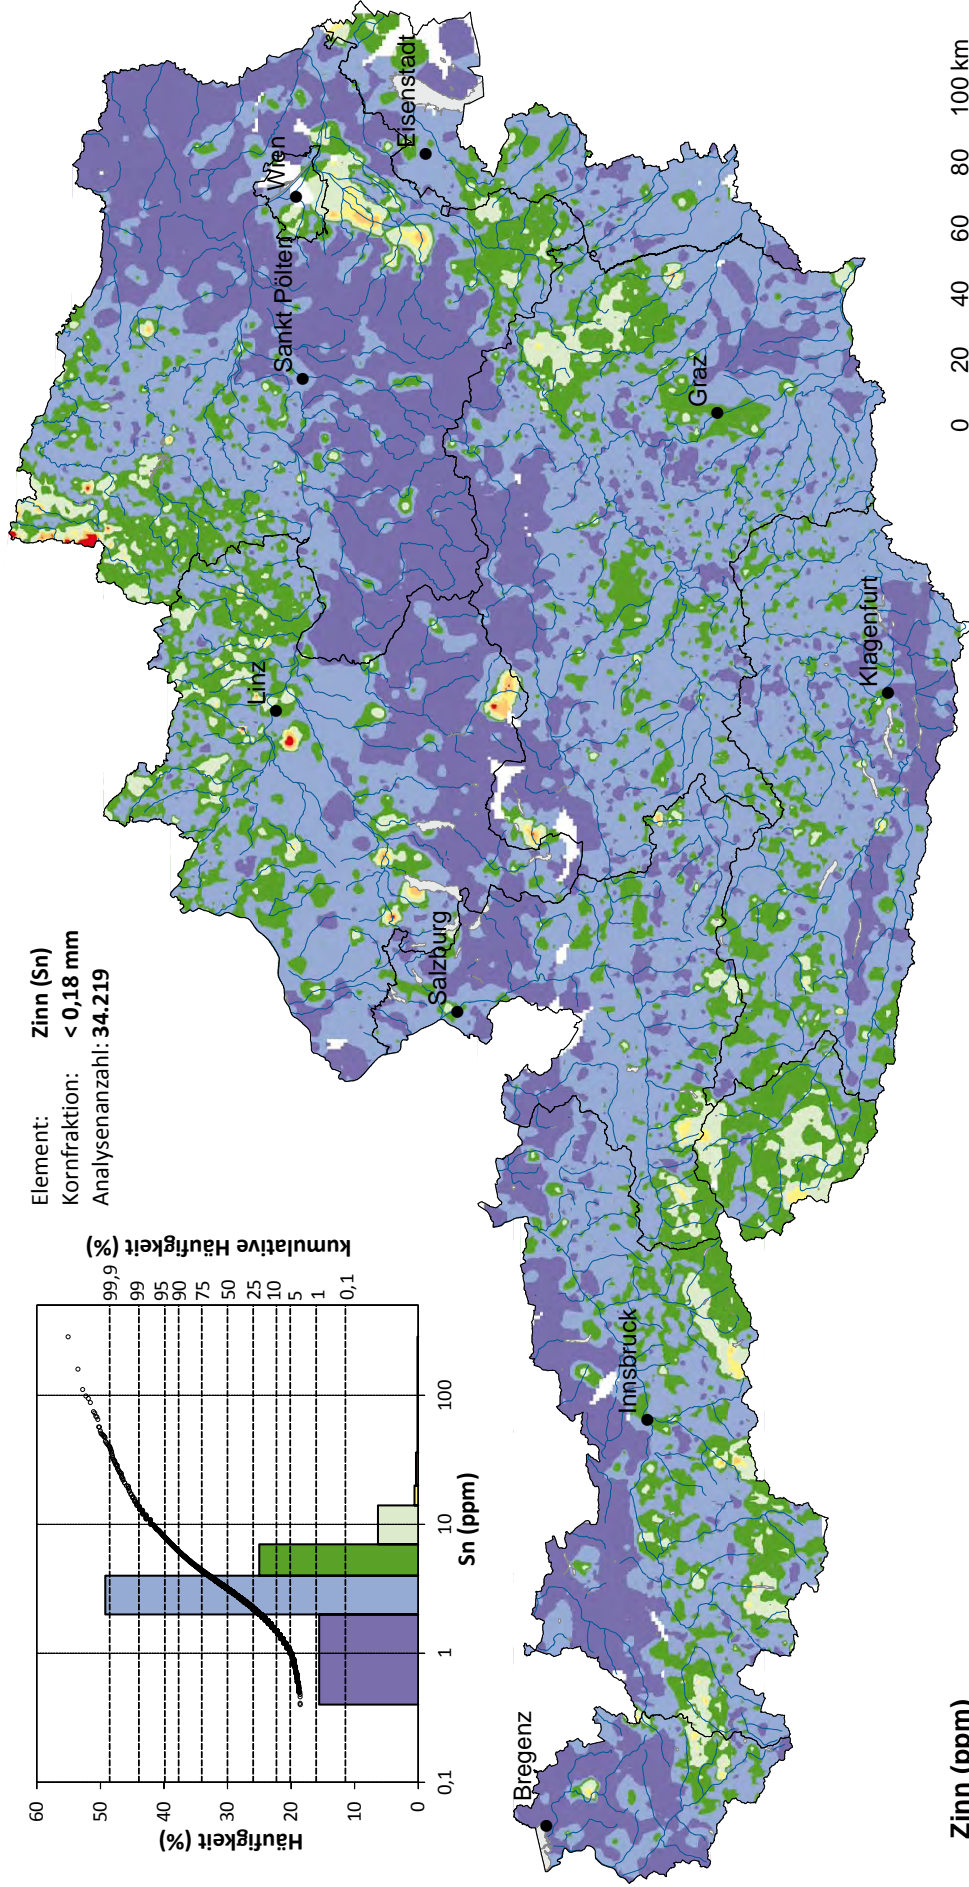 Element: Zinn (Sn)
Kornfraktion: < 0,18 mm
Analysenanzahl: 34.219
Häufigkeit (%)
60
50
40
30
20
10
0
kumulative Häufigkeit (%)
99,9
99
95
90
75
50
25
10
5
1
0,1
0,1
1
10
100
Sn (ppm)
Bregenz
Innsbruck
Salzburg
Linz
Sankt Pölten
Wien
Eisenstadt
Graz
Klagenfurt
Zinn (ppm)
0 20 40 60 80 100 km